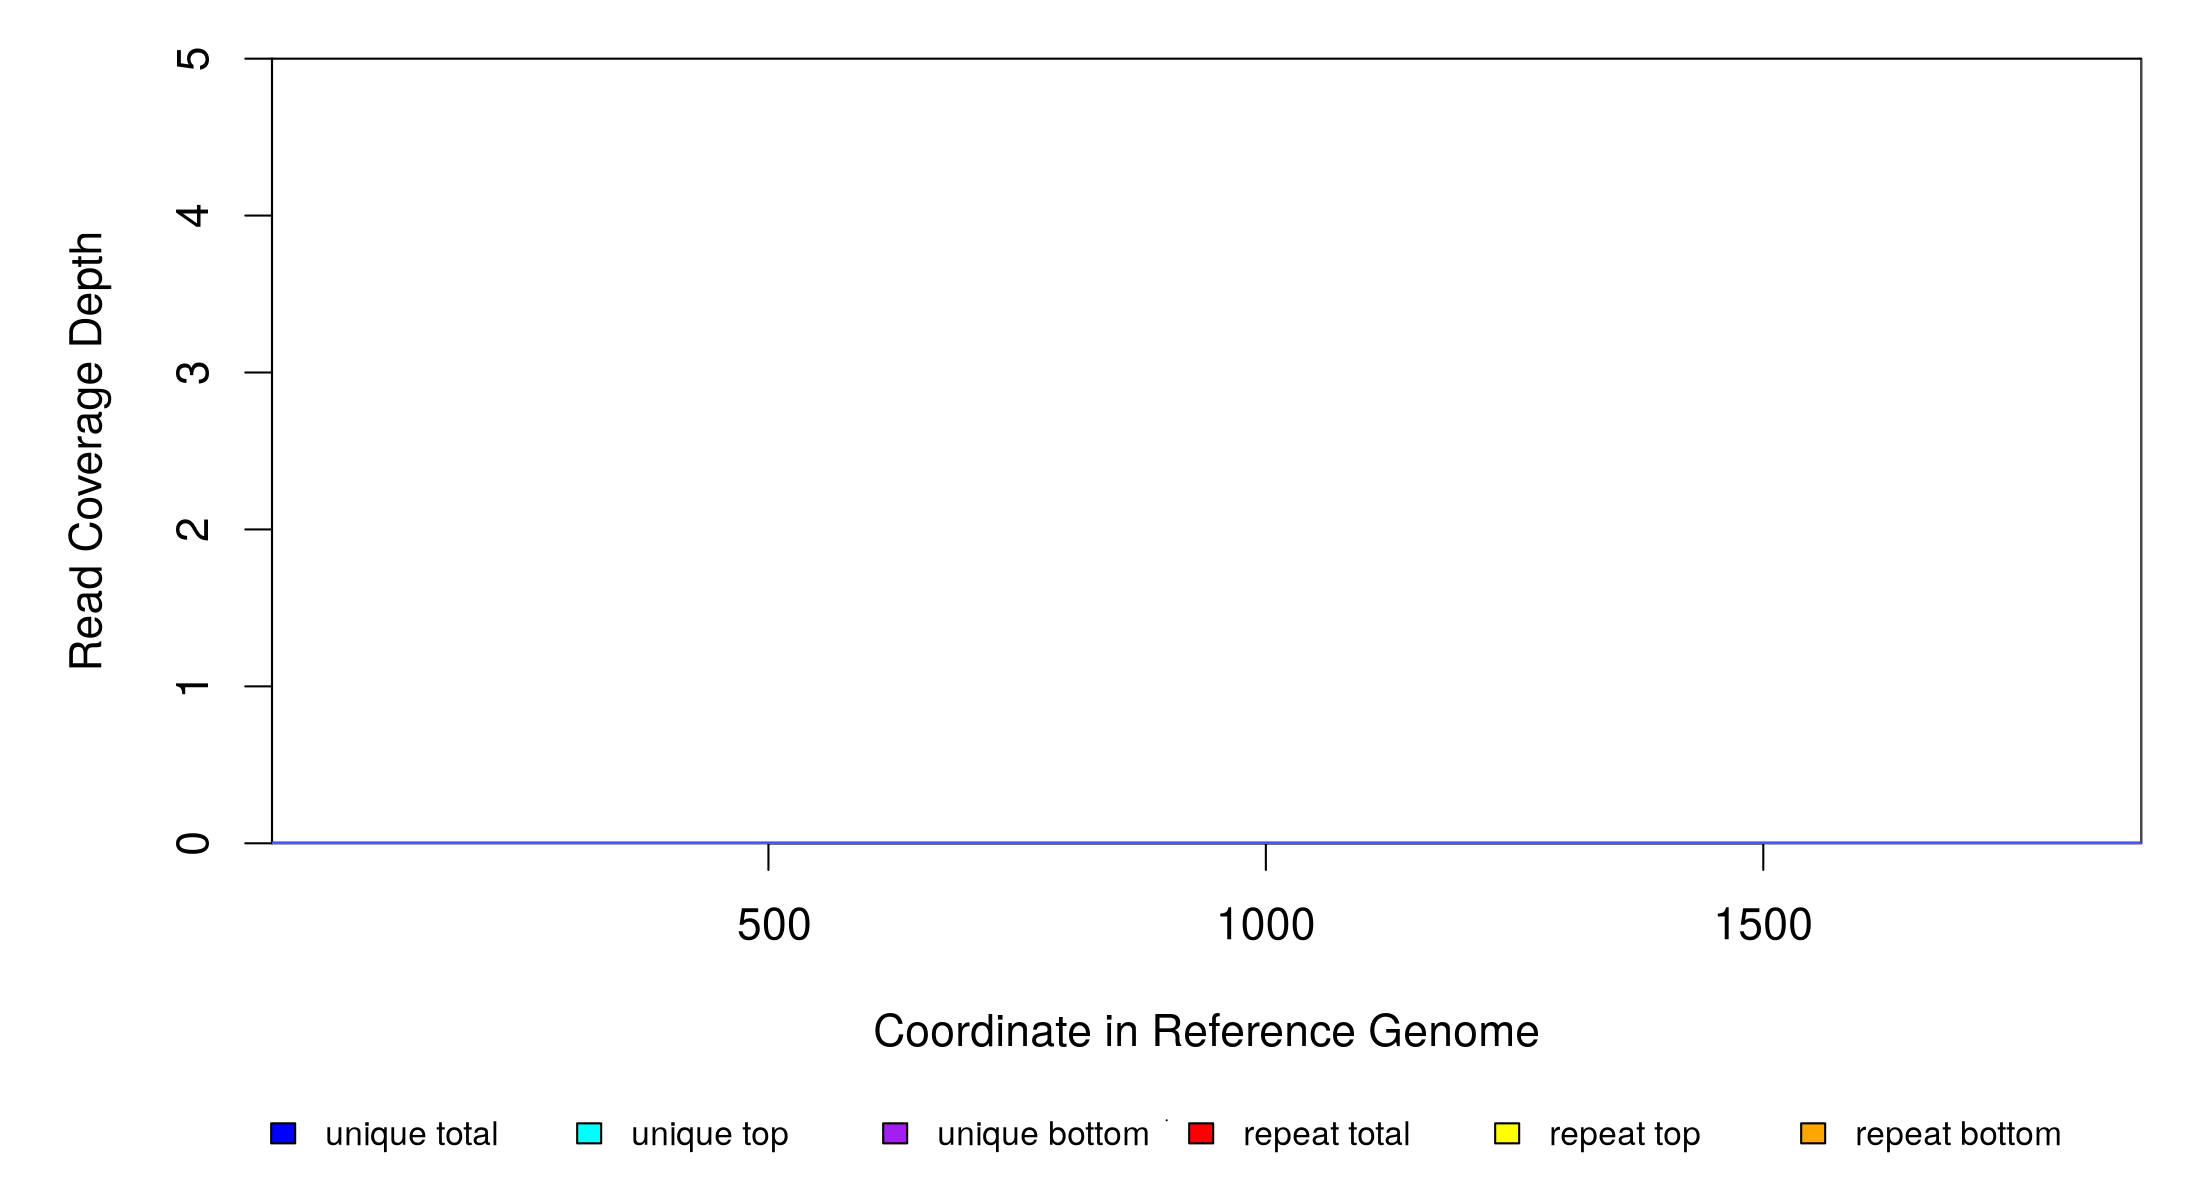 Read Coverage Depth
5
4
3
2
1
0
500 1000 1500
Coordinate in Reference Genome
unique total unique top unique bottom repeat total repeat top repeat bottom